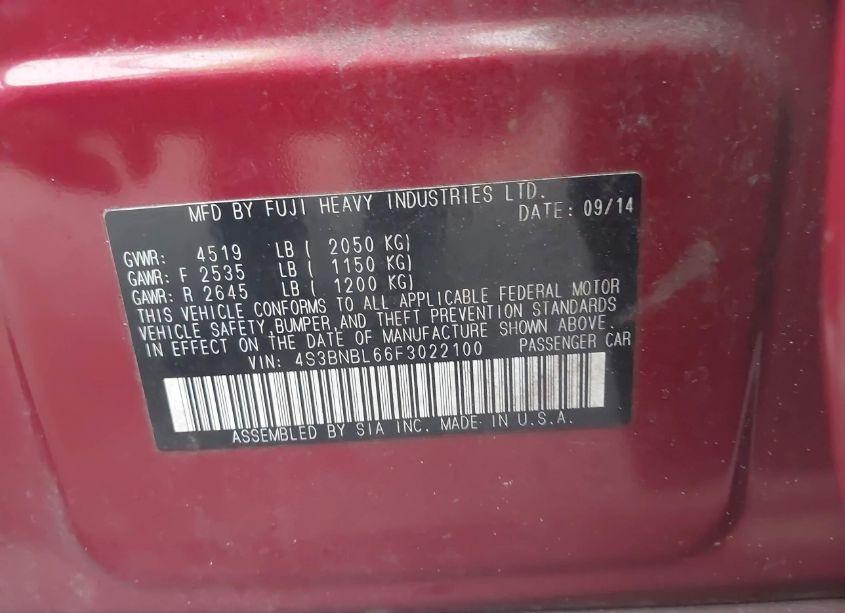 MFD BY FUJI HEAVY INDUSTRIES LTD.
DATE: 09/14
GVWR: 4519 LB ( 2050 KG)
GAWR: F 2535 LB ( 1150 KG)
GAWR: R 2645 LB ( 1200 KG)
THIS VEHICLE CONFORMS TO ALL APPLICABLE FEDERAL MOTOR
VEHICLE SAFETY, BUMPER, AND THEFT PREVENTION STANDARDS
IN EFFECT ON THE DATE OF MANUFACTURE SHOWN ABOVE.
VIN: 4S3BNBL66F3022100 PASSENGER CAR
ASSEMBLED BY SIA INC. MADE IN U.S.A.